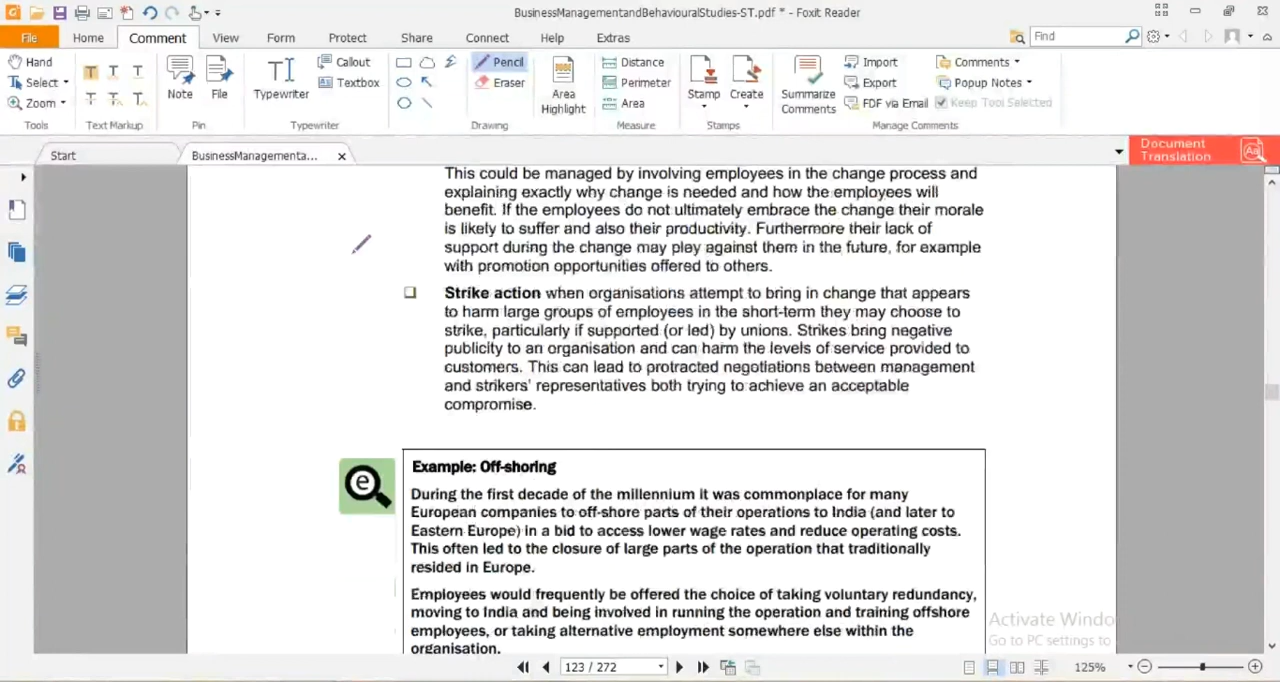 BusinessManagementandBehaviouralStudies-ST.pdf * - Foxit Reader
File Home Comment View Form Protect Share Connect Help Extras Find
Hand
Select
Zoom
Tools
T T T
T T T
Text Markup
Note File
Pin
Typewriter
Callout
Textbox
Typewriter
Pencil
Eraser
Drawing
Area
Highlight
Distance
Perimeter
Area
Measure
Stamp Create
Stamps
Summarize
Comments
Import
Export
FDF via Email
Comments
Popup Notes
Keep Tool Selected
Manage Comments
Start BusinessManagementa...
Document
Translation
This could be managed by involving employees in the change process and
explaining exactly why change is needed and how the employees will
benefit. If the employees do not ultimately embrace the change their morale
is likely to suffer and also their productivity. Furthermore their lack of
support during the change may play against them in the future, for example
with promotion opportunities offered to others.
Strike action when organisations attempt to bring in change that appears
to harm large groups of employees in the short-term they may choose to
strike, particularly if supported (or led) by unions. Strikes bring negative
publicity to an organisation and can harm the levels of service provided to
customers. This can lead to protracted negotiations between management
and strikers' representatives both trying to achieve an acceptable
compromise.
e
Example: Off-shoring
During the first decade of the millennium it was commonplace for many
European companies to off-shore parts of their operations to India (and later to
Eastern Europe) in a bid to access lower wage rates and reduce operating costs.
This often led to the closure of large parts of the operation that traditionally
resided in Europe.
Employees would frequently be offered the choice of taking voluntary redundancy,
moving to India and being involved in running the operation and training offshore
employees, or taking alternative employment somewhere else within the
organisation.
Activate Windo
Go to PC settings to
123 / 272
125%